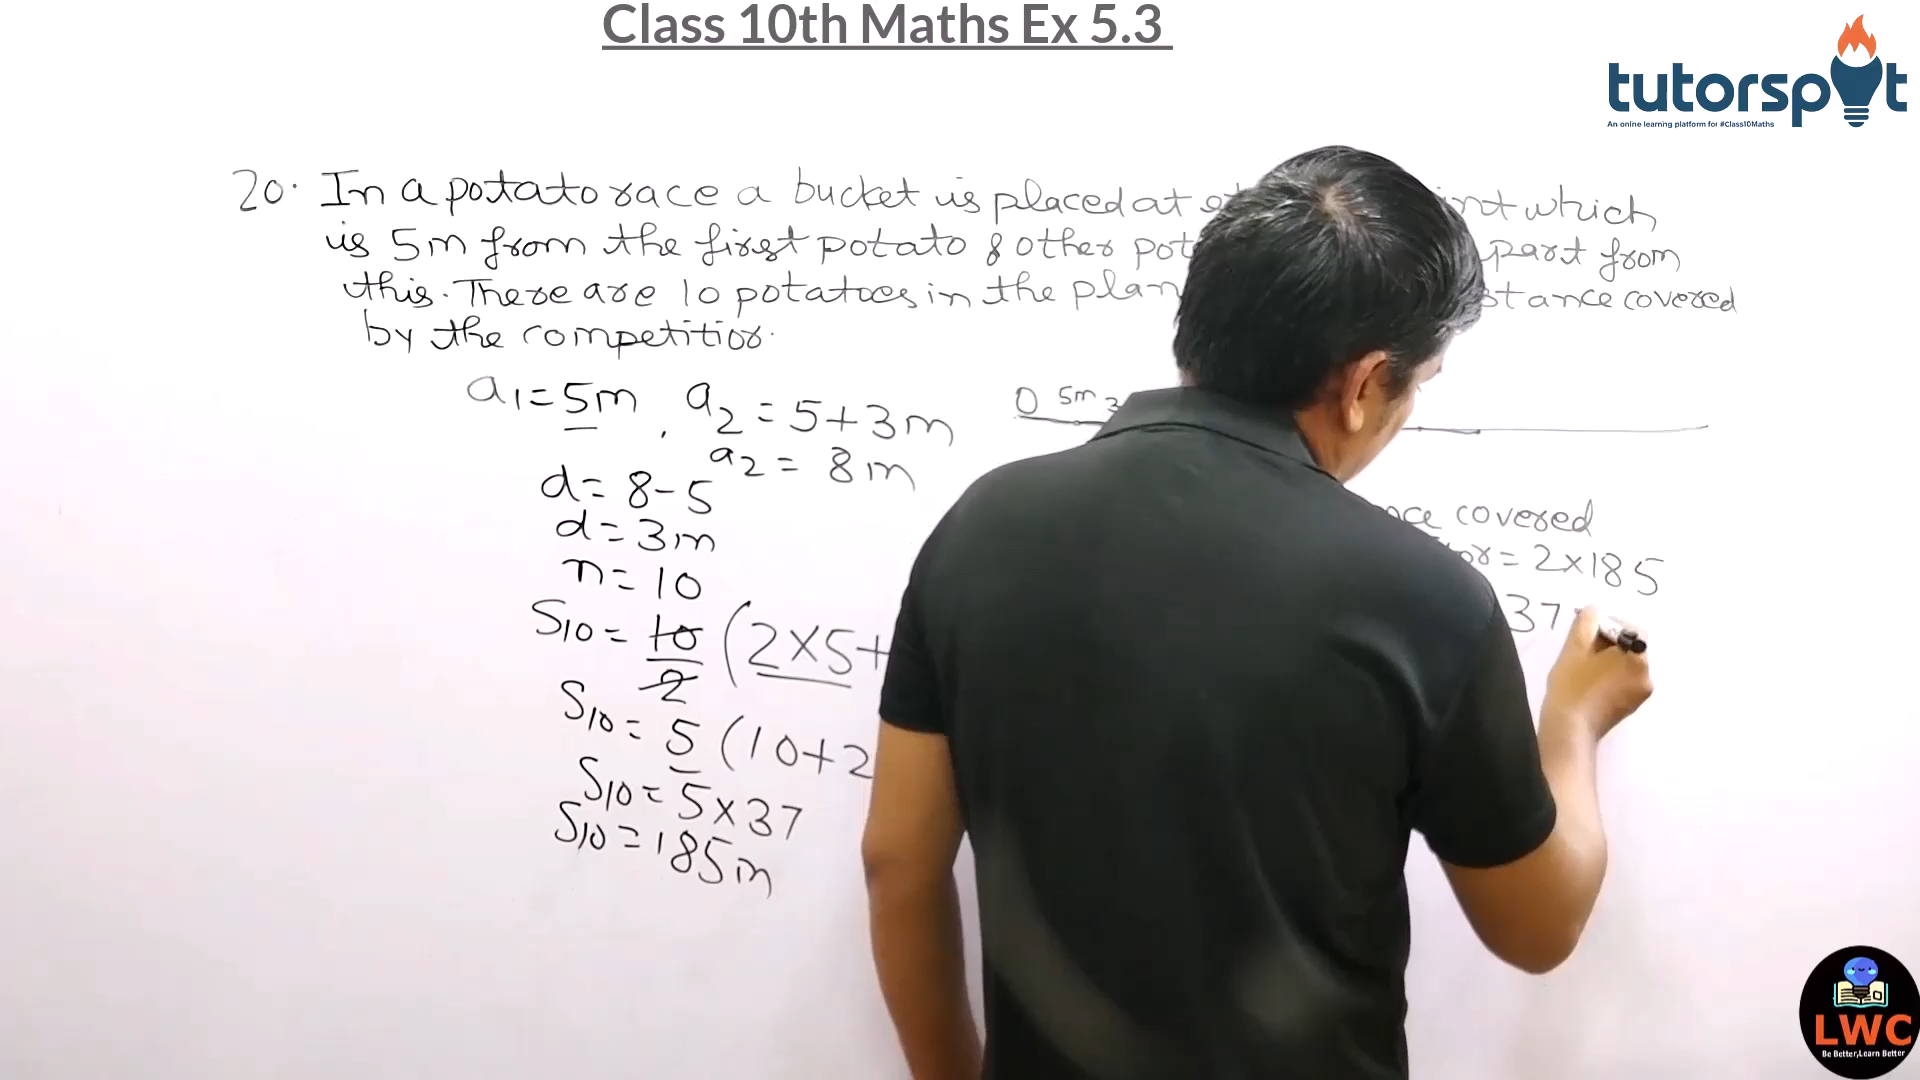 Class 10th Maths Ex 5.3
tutorspot
An online learning platform for #Class10Maths
20. In a potato race a bucket is placed at which
is 5m from the first potato & other part from
this. There are 10 potatoes in the covered
by the competitior.
a1 = 5m, a2 = 5+3m
0 5m 3
a2 = 8m
d = 8-5
d = 3m
n = 10
S10 = 10/2 (2×5+
S10 = 5 (10+2
S10 = 5×37
S10 = 185m
covered
= 2×185
37
LWC
Be Better,Learn Better